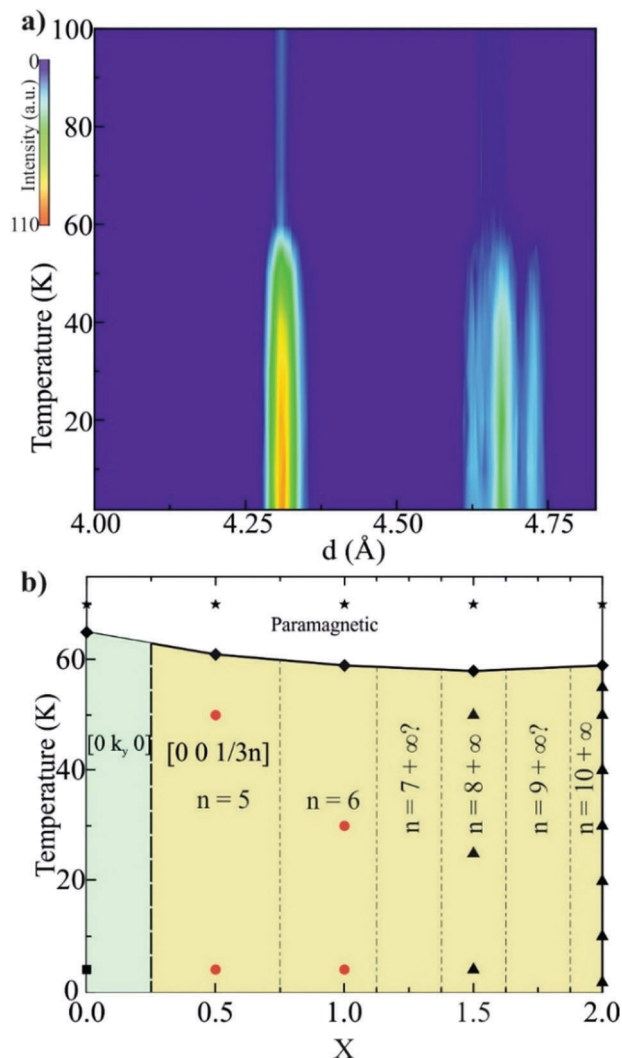 a)
100
80
60
40
20
Temperature (K)
0
Intensity (a.u.)
110
4.00 4.25 4.50 4.75
d (Å)
b)
Paramagnetic
60
40
20
0
Temperature (K)
[0 kᵧ 0]
[0 0 1/3n]
n = 5
n = 6
n = 7 + ∞?
n = 8 + ∞
n = 9 + ∞?
n = 10 + ∞
0.0 0.5 1.0 1.5 2.0
X